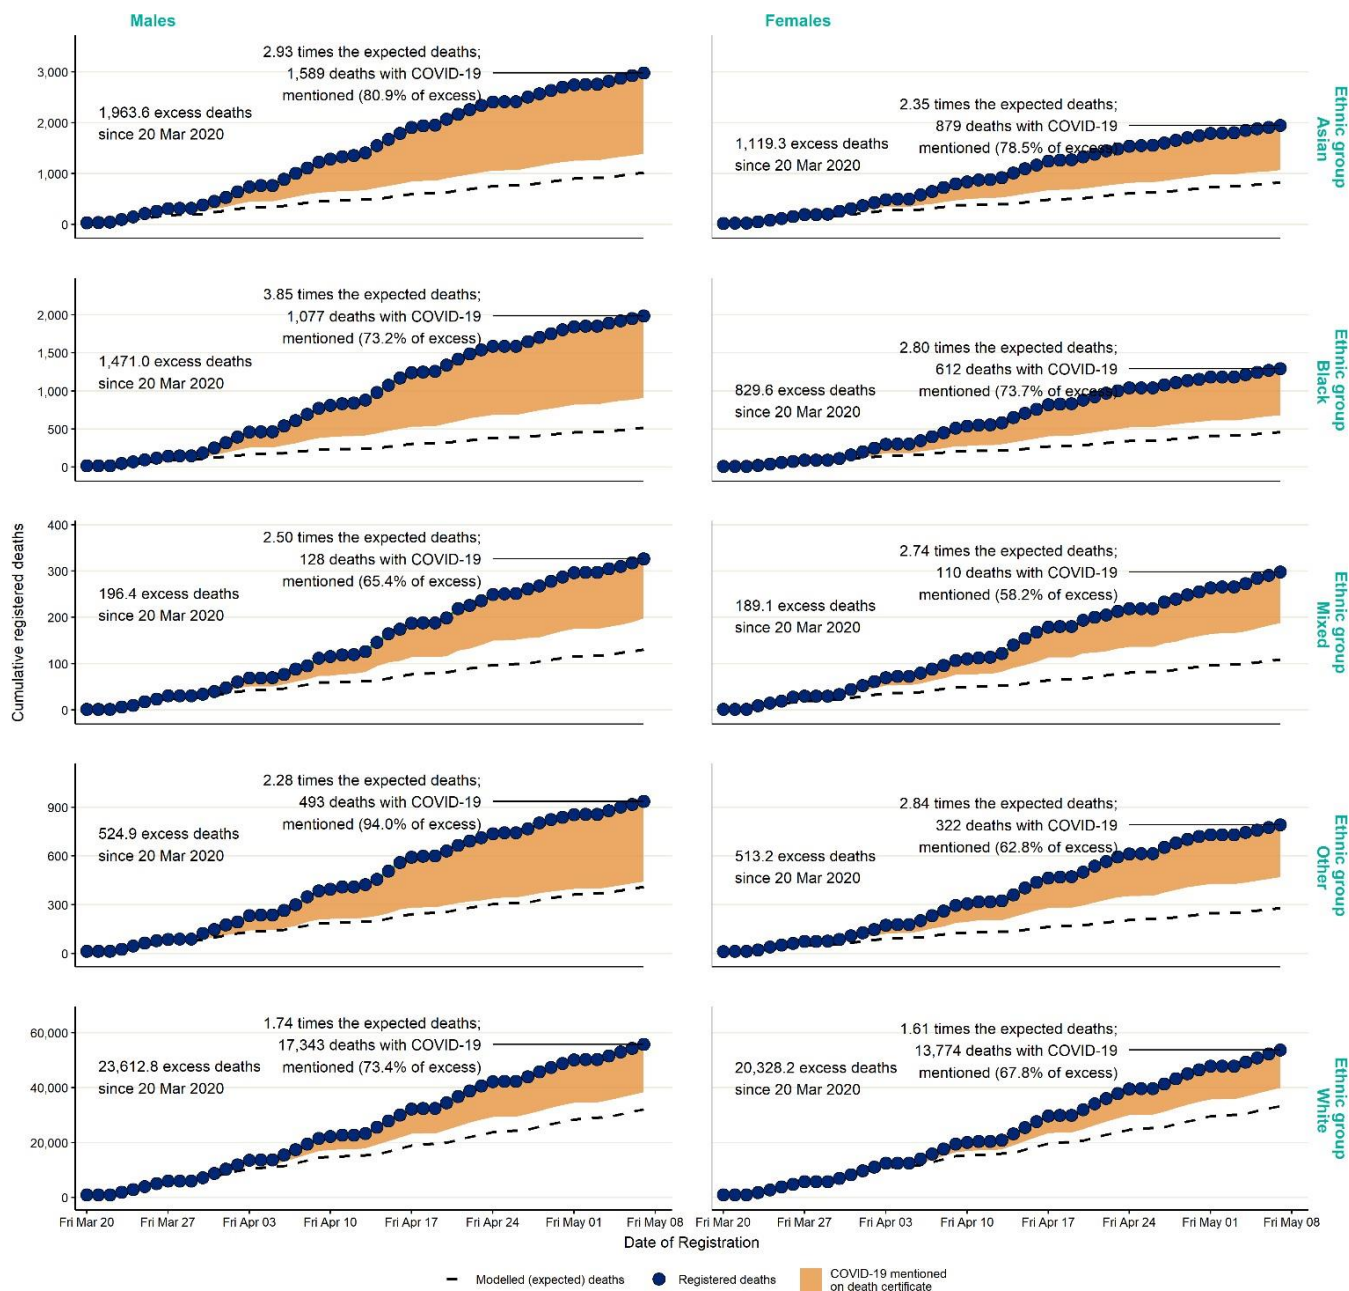 Males
Females
2.93 times the expected deaths;
1,589 deaths with COVID-19
mentioned (80.9% of excess)
1,963.6 excess deaths
since 20 Mar 2020
3,000
2,000
1,000
0
2.35 times the expected deaths;
879 deaths with COVID-19
mentioned (78.5% of excess)
1,119.3 excess deaths
since 20 Mar 2020
Ethnic group
Asian
3.85 times the expected deaths;
1,077 deaths with COVID-19
mentioned (73.2% of excess)
1,471.0 excess deaths
since 20 Mar 2020
2,000
1,500
1,000
500
0
2.80 times the expected deaths;
612 deaths with COVID-19
mentioned (73.7% of excess)
829.6 excess deaths
since 20 Mar 2020
Ethnic group
Black
Cumulative registered deaths
2.50 times the expected deaths;
128 deaths with COVID-19
mentioned (65.4% of excess)
196.4 excess deaths
since 20 Mar 2020
400
300
200
100
0
2.74 times the expected deaths;
110 deaths with COVID-19
mentioned (58.2% of excess)
189.1 excess deaths
since 20 Mar 2020
Ethnic group
Mixed
2.28 times the expected deaths;
493 deaths with COVID-19
mentioned (94.0% of excess)
524.9 excess deaths
since 20 Mar 2020
900
600
300
0
2.84 times the expected deaths;
322 deaths with COVID-19
mentioned (62.8% of excess)
513.2 excess deaths
since 20 Mar 2020
Ethnic group
Other
1.74 times the expected deaths;
17,343 deaths with COVID-19
mentioned (73.4% of excess)
23,612.8 excess deaths
since 20 Mar 2020
60,000
40,000
20,000
0
1.61 times the expected deaths;
13,774 deaths with COVID-19
mentioned (67.8% of excess)
20,328.2 excess deaths
since 20 Mar 2020
Ethnic group
White
Fri Mar 20 Fri Mar 27 Fri Apr 03 Fri Apr 10 Fri Apr 17 Fri Apr 24 Fri May 01 Fri May 08
Fri Mar 20 Fri Mar 27 Fri Apr 03 Fri Apr 10 Fri Apr 17 Fri Apr 24 Fri May 01 Fri May 08
Date of Registration
Modelled (expected) deaths
Registered deaths
COVID-19 mentioned
on death certificate